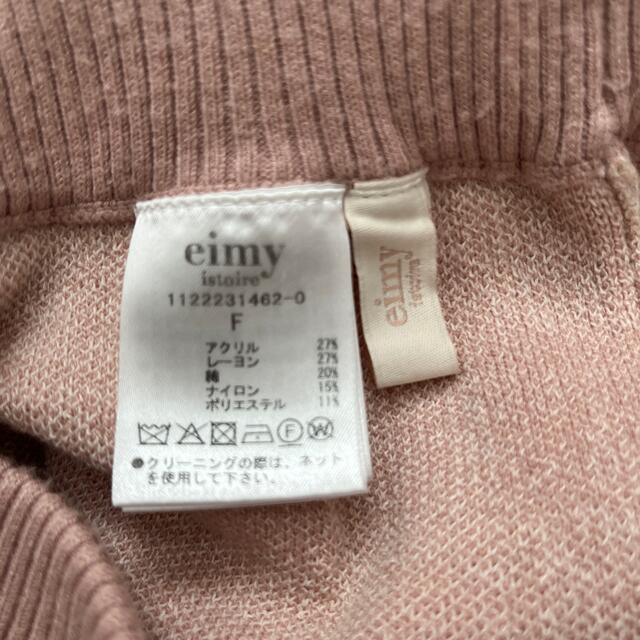 eimy
istoire
1122231462-0
F
アクリル 27%
レーヨン 27%
綿 20%
ナイロン 15%
ポリエステル 11%
●クリーニングの際は、ネット
を使用して下さい。
eimy
istoire